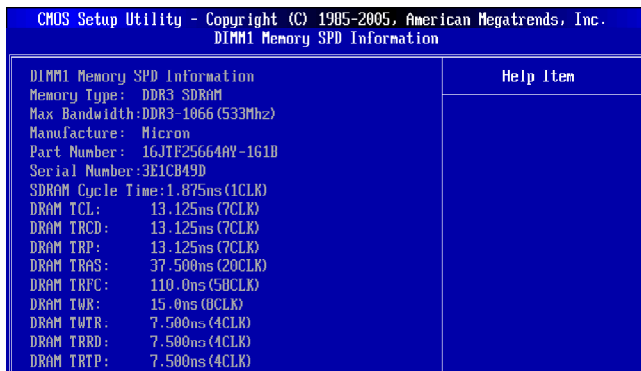 CMOS Setup Utility - Copyright (C) 1985-2005, American Megatrends, Inc.
DIMM1 Memory SPD Information
DIMM1 Memory SPD Information
Help Item
Memory Type: DDR3 SDRAM
Max Bandwidth:DDR3-1066(533Mhz)
Manufacture: Micron
Part Number: 16JTF25664AY-1G1B
Serial Number:3E1CB49D
SDRAM Cycle Time:1.875ns(1CLK)
DRAM TCL: 13.125ns(7CLK)
DRAM TRCD: 13.125ns(7CLK)
DRAM TRP: 13.125ns(7CLK)
DRAM TRAS: 37.500ns(20CLK)
DRAM TRFC: 110.0ns(58CLK)
DRAM TWR: 15.0ns(8CLK)
DRAM TWTR: 7.500ns(4CLK)
DRAM TRRD: 7.500ns(4CLK)
DRAM TRTP: 7.500ns(4CLK)